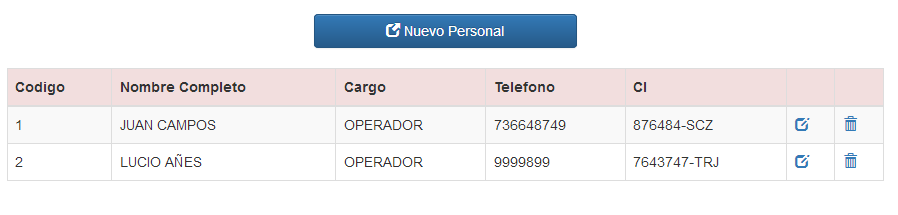 Nuevo Personal
Codigo Nombre Completo Cargo Telefono CI
1 JUAN CAMPOS OPERADOR 736648749 876484-SCZ
2 LUCIO AÑES OPERADOR 9999899 7643747-TRJ